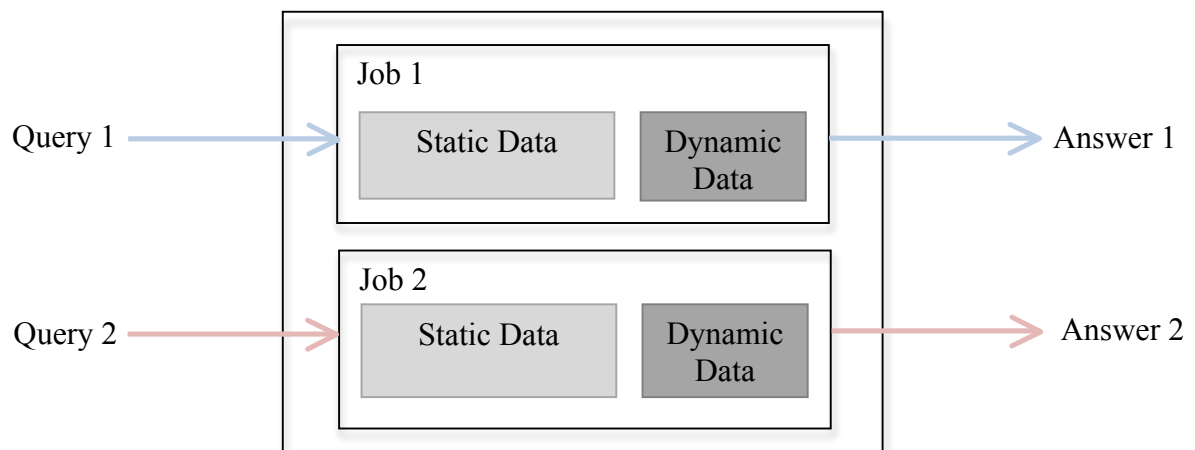 Job 1
Query 1
Static Data
Dynamic
Data
Answer 1
Job 2
Query 2
Static Data
Dynamic
Data
Answer 2